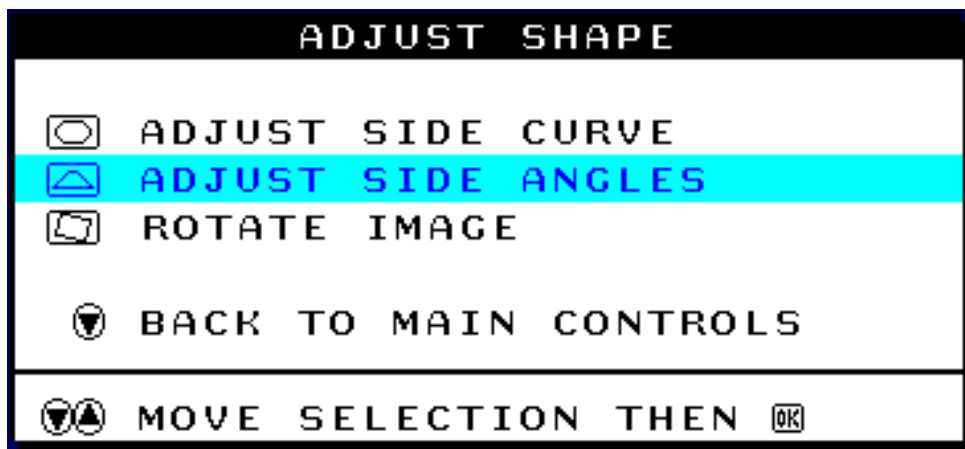 ADJUST SHAPE
ADJUST SIDE CURVE
ADJUST SIDE ANGLES
ROTATE IMAGE
BACK TO MAIN CONTROLS
MOVE SELECTION THEN OK